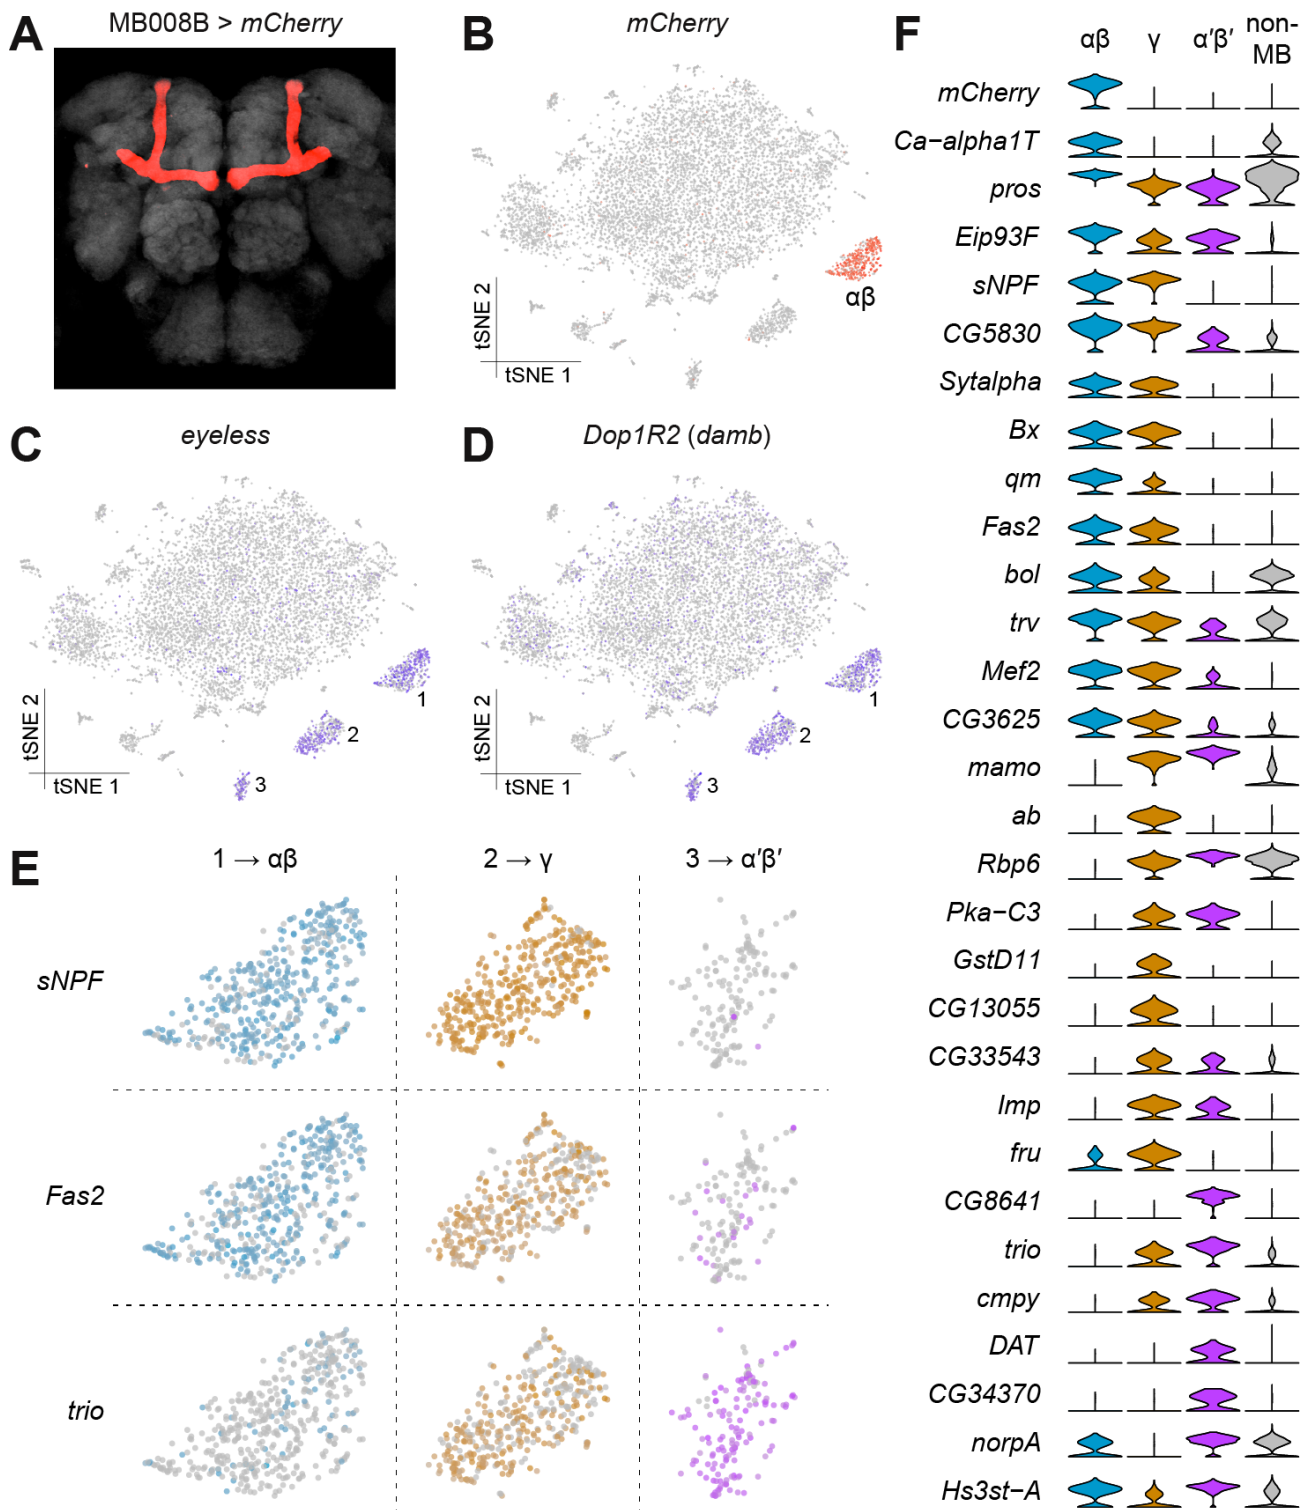 A
MB008B > mCherry
B
mCherry
αβ
tSNE 2
tSNE 1
C
eyeless
1
2
3
tSNE 2
tSNE 1
D
Dop1R2 (damb)
1
2
3
tSNE 2
tSNE 1
E
1 → αβ
2 → γ
3 → α′β′
sNPF
Fas2
trio
F
αβ
γ
α′β′
non-
MB
mCherry
Ca−alpha1T
pros
Eip93F
sNPF
CG5830
Sytalpha
Bx
qm
Fas2
bol
trv
Mef2
CG3625
mamo
ab
Rbp6
Pka−C3
GstD11
CG13055
CG33543
Imp
fru
CG8641
trio
cmpy
DAT
CG34370
norpA
Hs3st−A